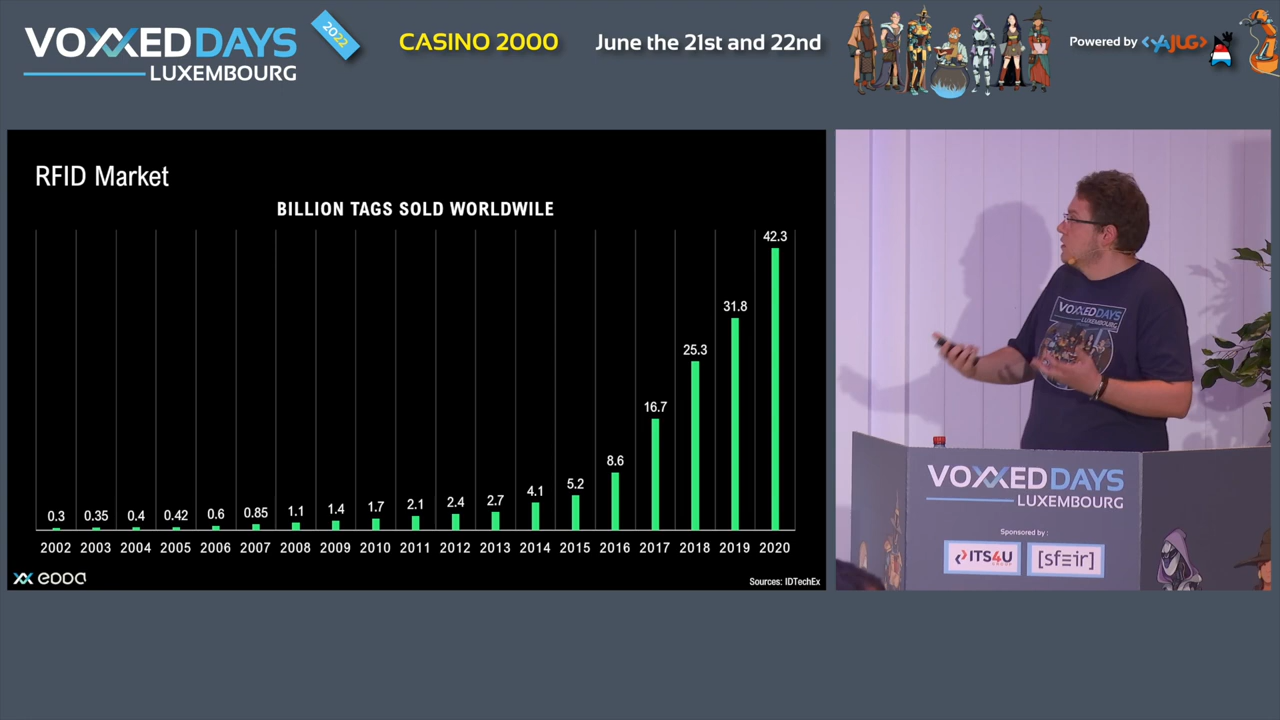 VOXXED DAYS
LUXEMBOURG
2022
CASINO 2000
June the 21st and 22nd
Powered by <YAJUG>
RFID Market
BILLION TAGS SOLD WORLDWILE
0.3 0.35 0.4 0.42 0.6 0.85 1.1 1.4 1.7 2.1 2.4 2.7 4.1 5.2 8.6 16.7 25.3 31.8 42.3
2002 2003 2004 2005 2006 2007 2008 2009 2010 2011 2012 2013 2014 2015 2016 2017 2018 2019 2020
edda
Sources: IDTechEx
VOXXED DAYS
LUXEMBOURG
VOXXED DAYS
LUXEMBOURG
Sponsored by :
ITS4U
GROUP
[sfeir]